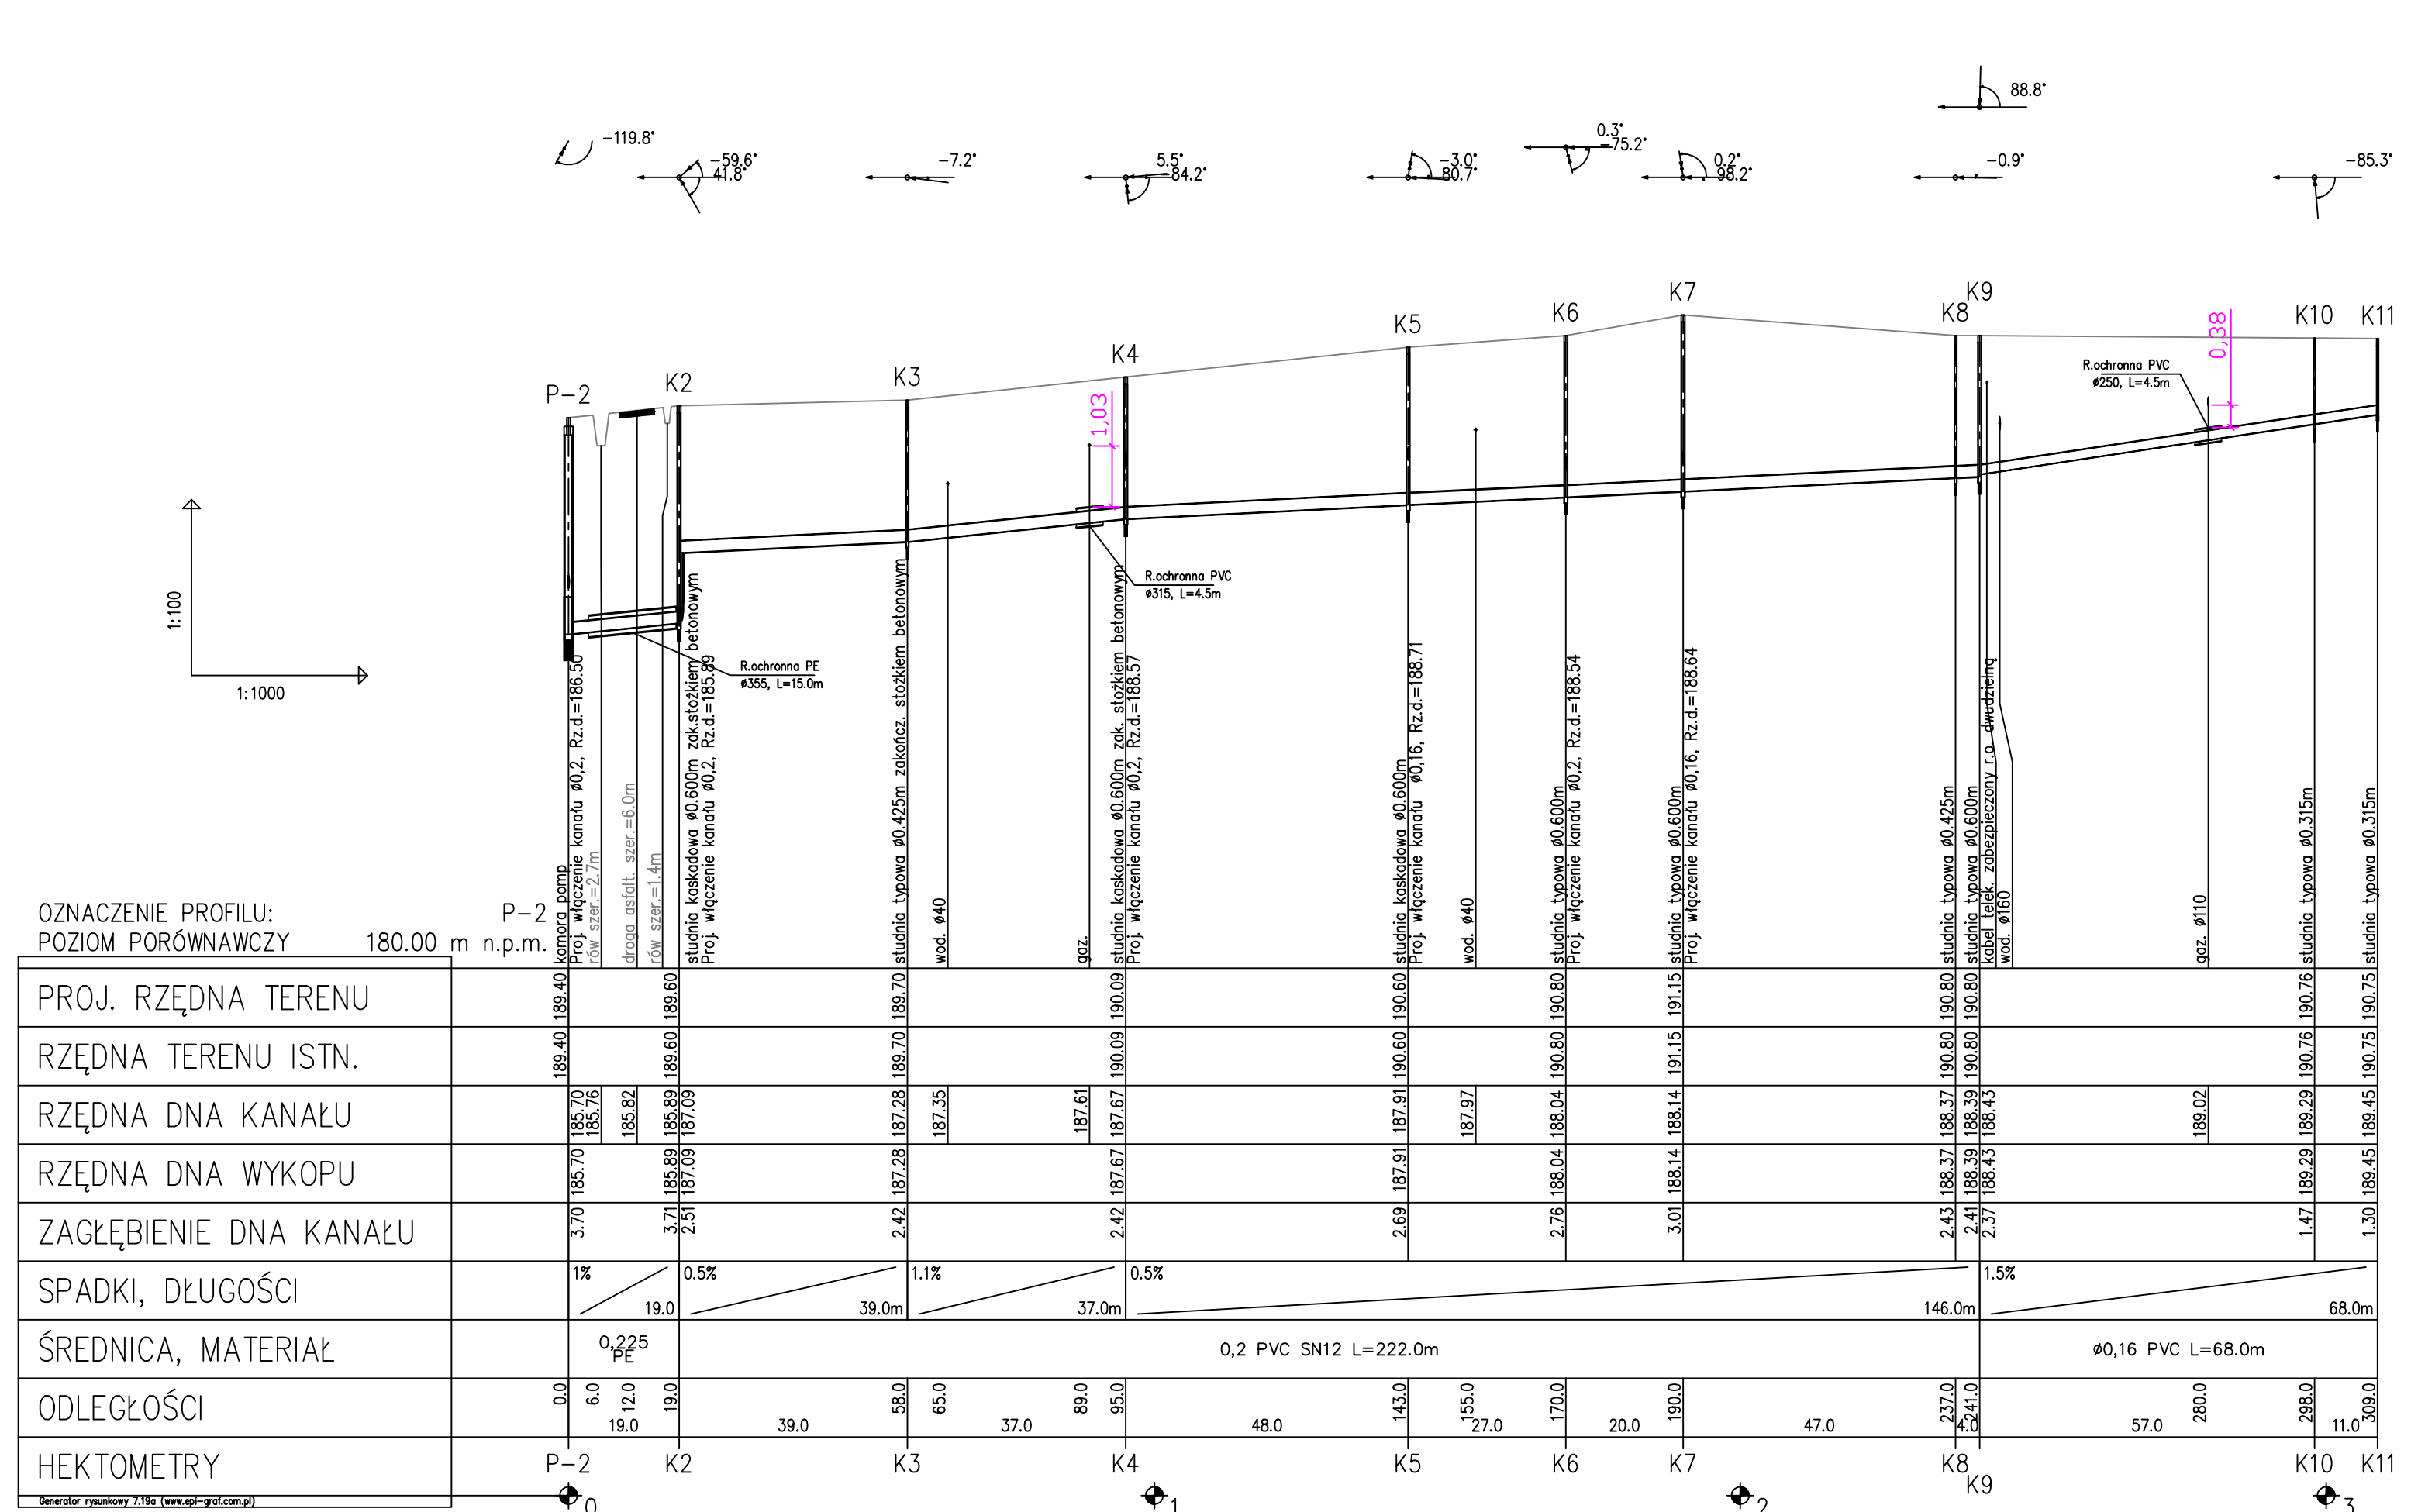 88.8°
-119.8°
-59.6°
41.8°
-7.2°
5.5°
-84.2°
-3.0°
80.7°
0.3°
-75.2°
0.2°
98.2°
-0.9°
-85.3°
P-2
K2
K3
K4
K5
K6
K7
K8
K9
K10
K11
1,03
0,38
R.ochronna PVC
ø250, L=4.5m
R.ochronna PVC
ø315, L=4.5m
R.ochronna PE
ø355, L=15.0m
1:100
1:1000
komora pomp
Proj. włączenie kanału ø0,2, Rz.d.=186.50
rów szer.=2.7m
droga asfalt. szer.=6.0m
rów szer.=1.4m
studnia kaskadowa ø0.600m zak.stożkiem betonowym
Proj. włączenie kanału ø0,2, Rz.d.=185.89
studnia typowa ø0.425m zakończ. stożkiem betonowym
wod. ø40
gaz.
studnia kaskadowa ø0.600m zak. stożkiem betonowym
Proj. włączenie kanału ø0,2, Rz.d.=188.57
studnia kaskadowa ø0.600m
Proj. włączenie kanału ø0,16, Rz.d.=188.71
wod. ø40
studnia typowa ø0.600m
Proj. włączenie kanału ø0,2, Rz.d.=188.54
studnia typowa ø0.600m
Proj. włączenie kanału ø0,16, Rz.d.=188.64
studnia typowa ø0.425m
studnia typowa ø0.600m
kabel telek. zabezpieczony r.o. dwudzielną
wod. ø160
gaz. ø110
studnia typowa ø0.315m
studnia typowa ø0.315m
OZNACZENIE PROFILU: P-2
POZIOM PORÓWNAWCZY 180.00 m n.p.m.
PROJ. RZĘDNA TERENU 189.40 189.60 189.70 190.09 190.60 190.80 191.15 190.80 190.80 190.76 190.75
RZĘDNA TERENU ISTN. 189.40 189.60 189.70 190.09 190.60 190.80 191.15 190.80 190.80 190.76 190.75
RZĘDNA DNA KANAŁU 185.70 185.76 185.82 185.89 187.09 187.28 187.35 187.61 187.67 187.91 187.97 188.04 188.14 188.37 188.39 188.43 189.02 189.29 189.45
RZĘDNA DNA WYKOPU 185.70 185.89 187.09 187.28 187.67 187.91 188.04 188.14 188.37 188.39 188.43 189.29 189.45
ZAGŁĘBIENIE DNA KANAŁU 3.70 3.71 2.51 2.42 2.42 2.69 2.76 3.01 2.43 2.41 2.37 1.47 1.30
SPADKI, DŁUGOŚCI 1% 19.0 0.5% 39.0m 1.1% 37.0m 0.5% 146.0m 1.5% 68.0m
ŚREDNICA, MATERIAŁ 0,225 PE 0,2 PVC SN12 L=222.0m ø0,16 PVC L=68.0m
ODLEGŁOŚCI 0.0 6.0 12.0 19.0 58.0 65.0 89.0 95.0 143.0 155.0 170.0 190.0 237.0 241.0 280.0 298.0 309.0
19.0 39.0 37.0 48.0 27.0 20.0 47.0 4.0 57.0 11.0
HEKTOMETRY P-2 K2 K3 K4 K5 K6 K7 K8 K9 K10 K11
Generator rysunkowy 7.19a (www.epi-graf.com.pl)
0 1 2 3